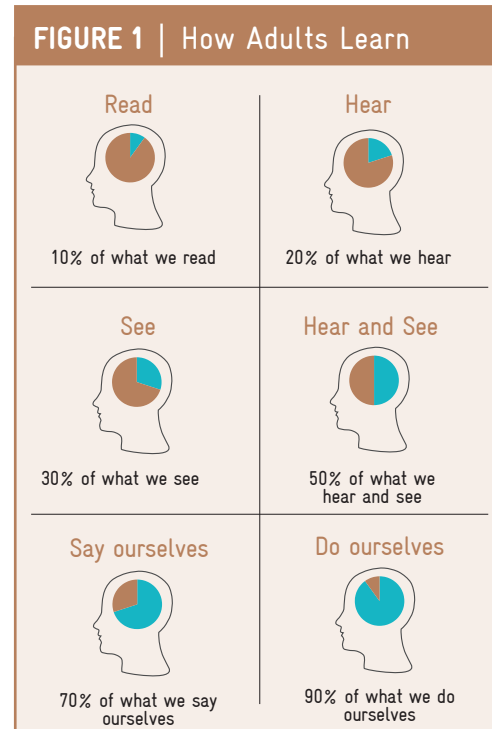 FIGURE 1 | How Adults Learn
Read
10% of what we read
Hear
20% of what we hear
See
30% of what we see
Hear and See
50% of what we
hear and see
Say ourselves
70% of what we say
ourselves
Do ourselves
90% of what we do
ourselves